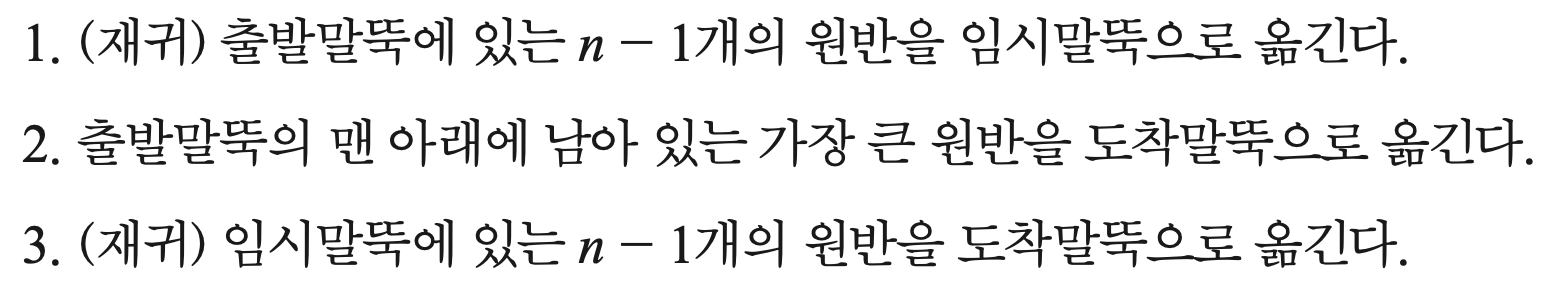 1. (재귀) 출발말뚝에 있는 n − 1개의 원반을 임시말뚝으로 옮긴다.
2. 출발말뚝의 맨 아래에 남아 있는 가장 큰 원반을 도착말뚝으로 옮긴다.
3. (재귀) 임시말뚝에 있는 n − 1개의 원반을 도착말뚝으로 옮긴다.